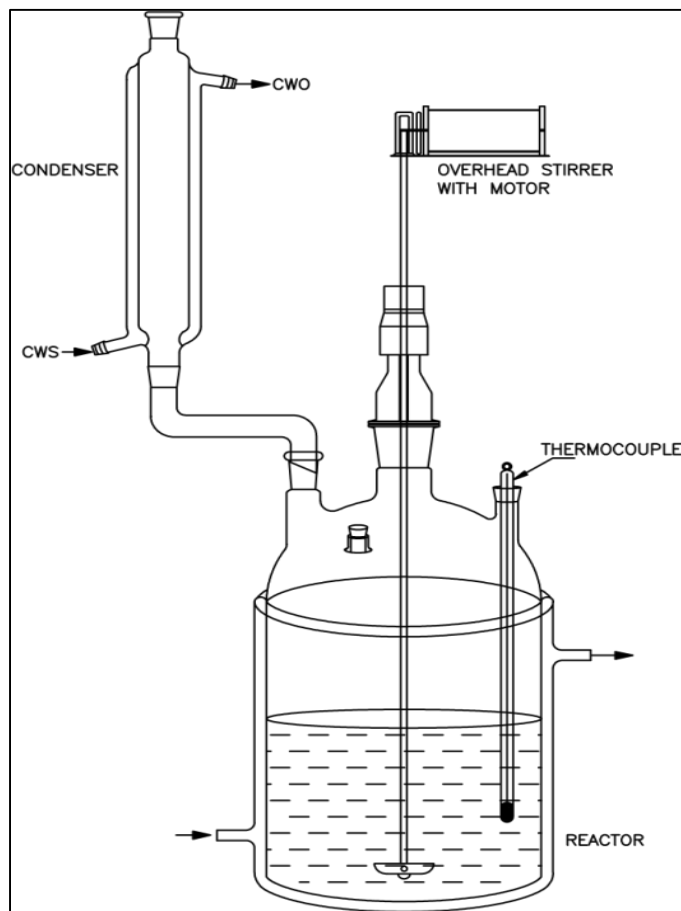 CWO
CONDENSER
OVERHEAD STIRRER
WITH MOTOR
CWS
THERMOCOUPLE
REACTOR